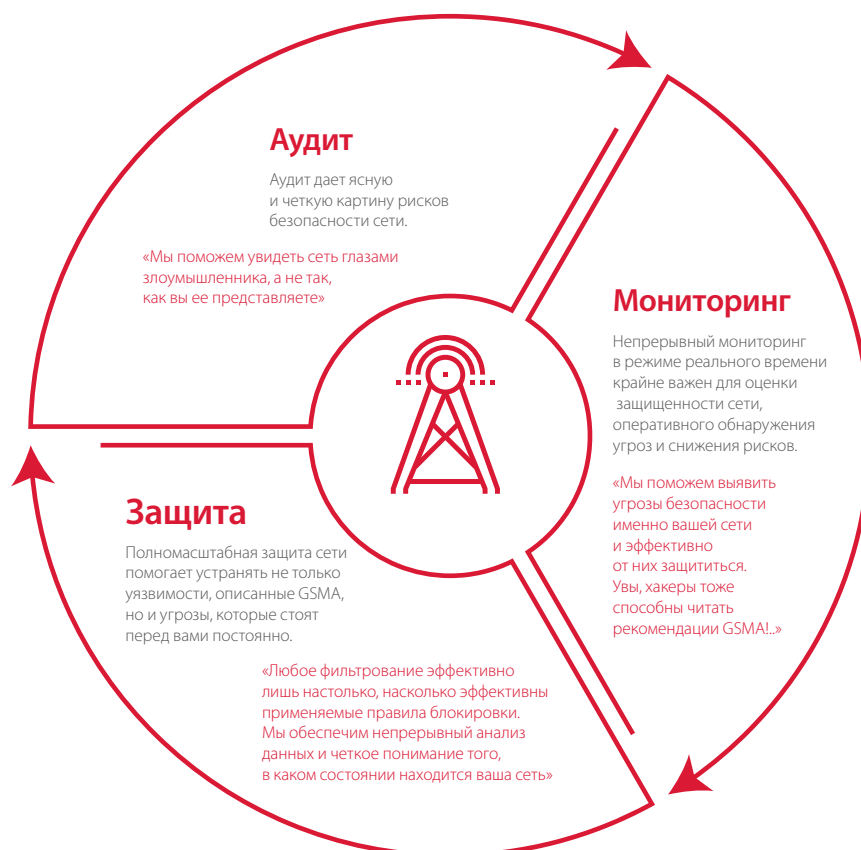 Аудит
Аудит дает ясную
и четкую картину рисков
безопасности сети.
«Мы поможем увидеть сеть глазами
злоумышленника, а не так,
как вы ее представляете»
Мониторинг
Непрерывный мониторинг
в режиме реального времени
крайне важен для оценки
защищенности сети,
оперативного обнаружения
угроз и снижения рисков.
«Мы поможем выявить
угрозы безопасности
именно вашей сети
и эффективно
от них защититься.
Увы, хакеры тоже
способны читать
рекомендации GSMA!..»
Защита
Полномасштабная защита сети
помогает устранять не только
уязвимости, описанные GSMA,
но и угрозы, которые стоят
перед вами постоянно.
«Любое фильтрование эффективно
лишь настолько, насколько эффективны
применяемые правила блокировки.
Мы обеспечим непрерывный анализ
данных и четкое понимание того,
в каком состоянии находится ваша сеть»